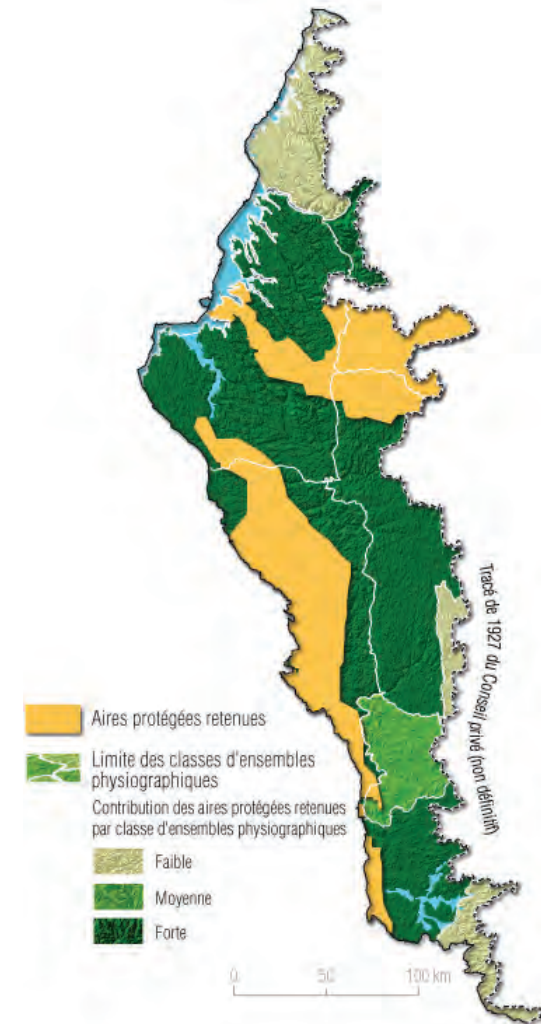 Tracé de 1927 du Conseil privé (non définitif)
Aires protégées retenues
Limite des classes d'ensembles
physiographiques
Contribution des aires protégées retenues
par classe d'ensembles physiographiques
Faible
Moyenne
Forte
0 50 100 km